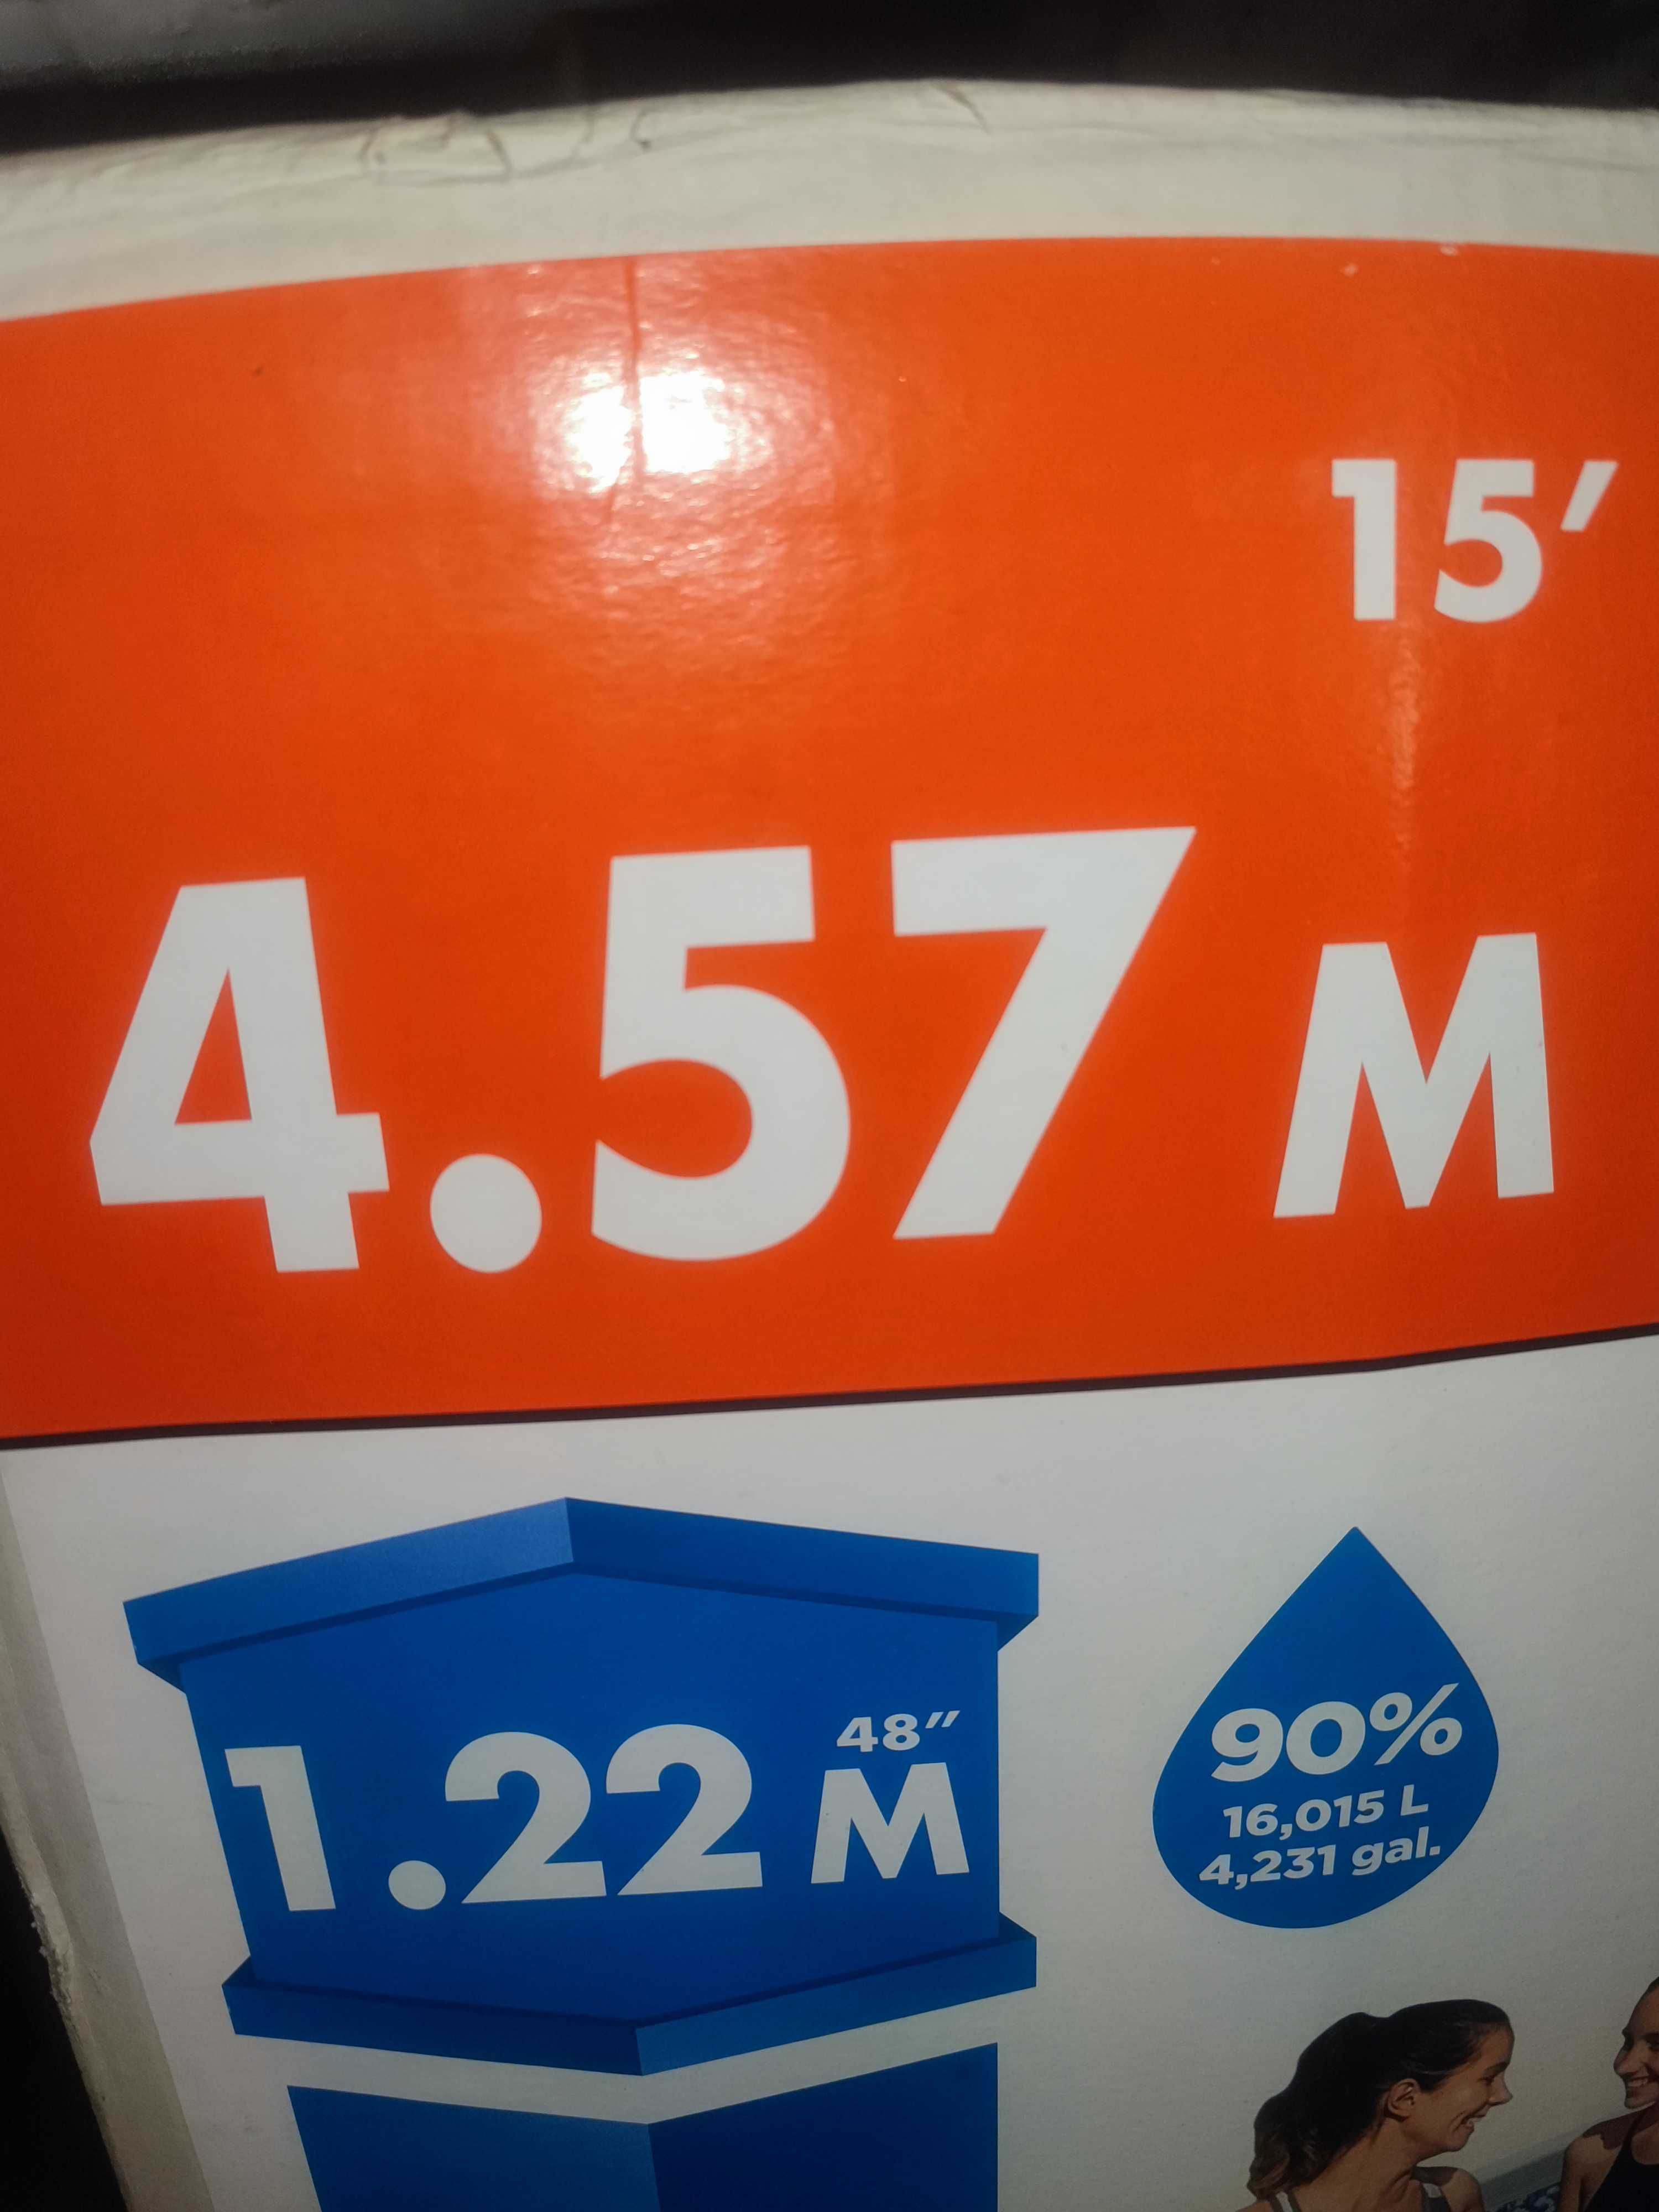 15′
4.57 M
48″
1.22 M
90%
16,015 L
4,231 gal.